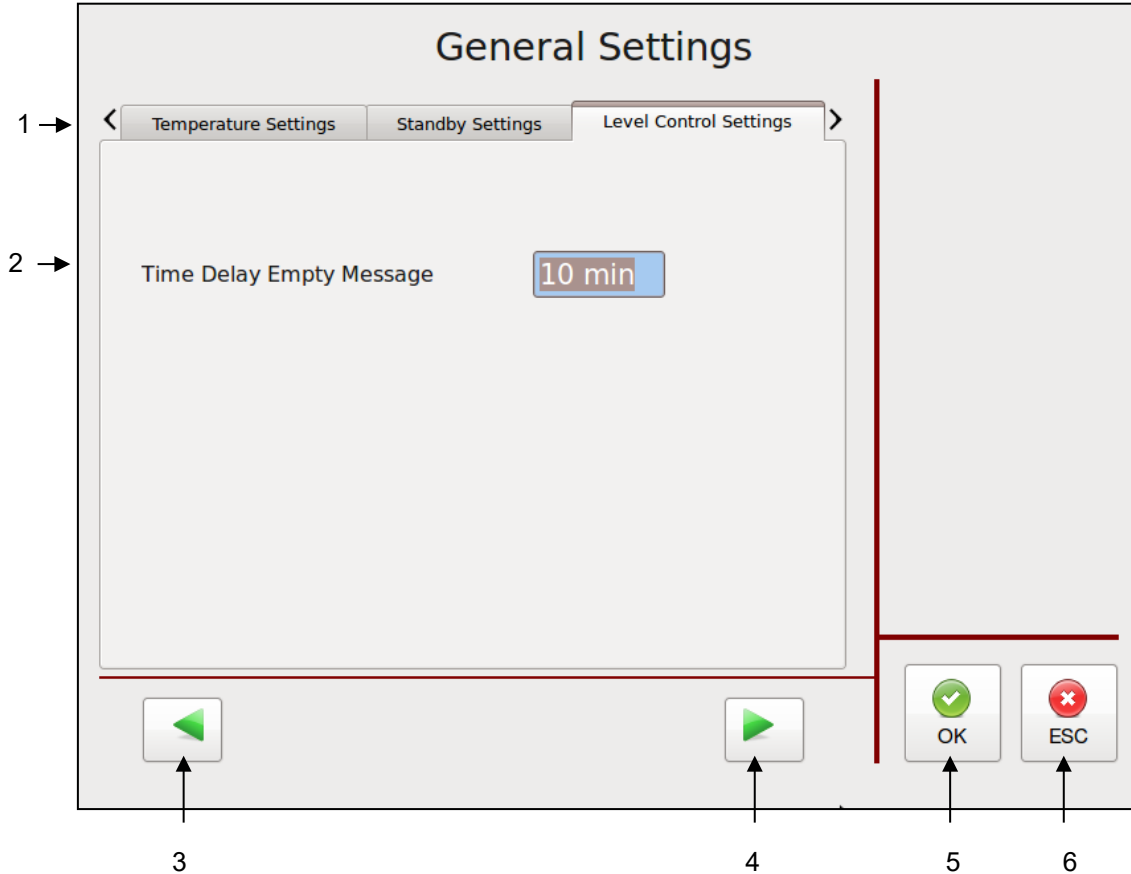 General Settings
1
Temperature Settings
Standby Settings
Level Control Settings
2
Time Delay Empty Message
10 min
OK
ESC
3
4
5
6